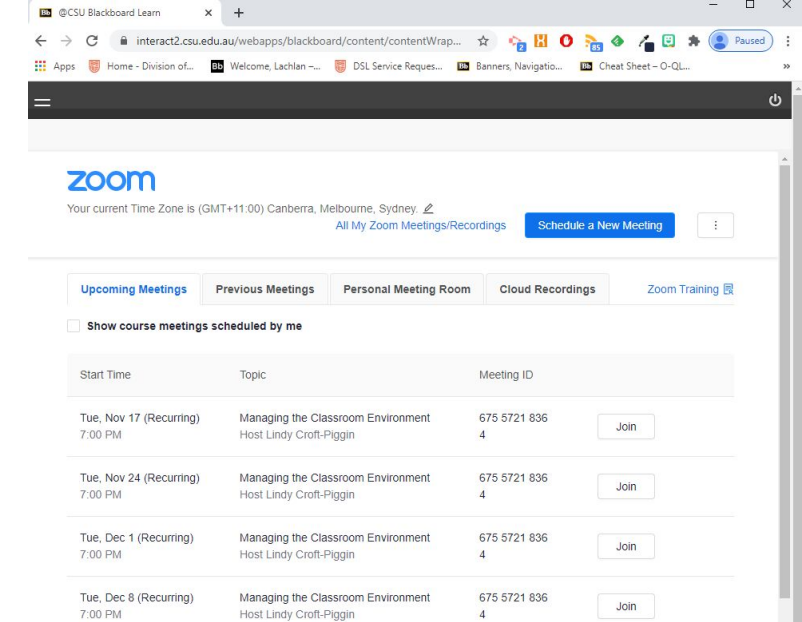 @CSU Blackboard Learn
interact2.csu.edu.au/webapps/blackboard/content/contentWrap...
2
85
Paused
Apps
Home - Division of...
Bb Welcome, Lachlan –...
DSL Service Reques...
Bb Banners, Navigatio...
Bb Cheat Sheet – O-QL...
zoom
Your current Time Zone is (GMT+11:00) Canberra, Melbourne, Sydney.
All My Zoom Meetings/Recordings
Schedule a New Meeting
Upcoming Meetings Previous Meetings Personal Meeting Room Cloud Recordings Zoom Training
Show course meetings scheduled by me
Start Time Topic Meeting ID
Tue, Nov 17 (Recurring) Managing the Classroom Environment 675 5721 836
7:00 PM Host Lindy Croft-Piggin 4
Join
Tue, Nov 24 (Recurring) Managing the Classroom Environment 675 5721 836
7:00 PM Host Lindy Croft-Piggin 4
Join
Tue, Dec 1 (Recurring) Managing the Classroom Environment 675 5721 836
7:00 PM Host Lindy Croft-Piggin 4
Join
Tue, Dec 8 (Recurring) Managing the Classroom Environment 675 5721 836
7:00 PM Host Lindy Croft-Piggin 4
Join